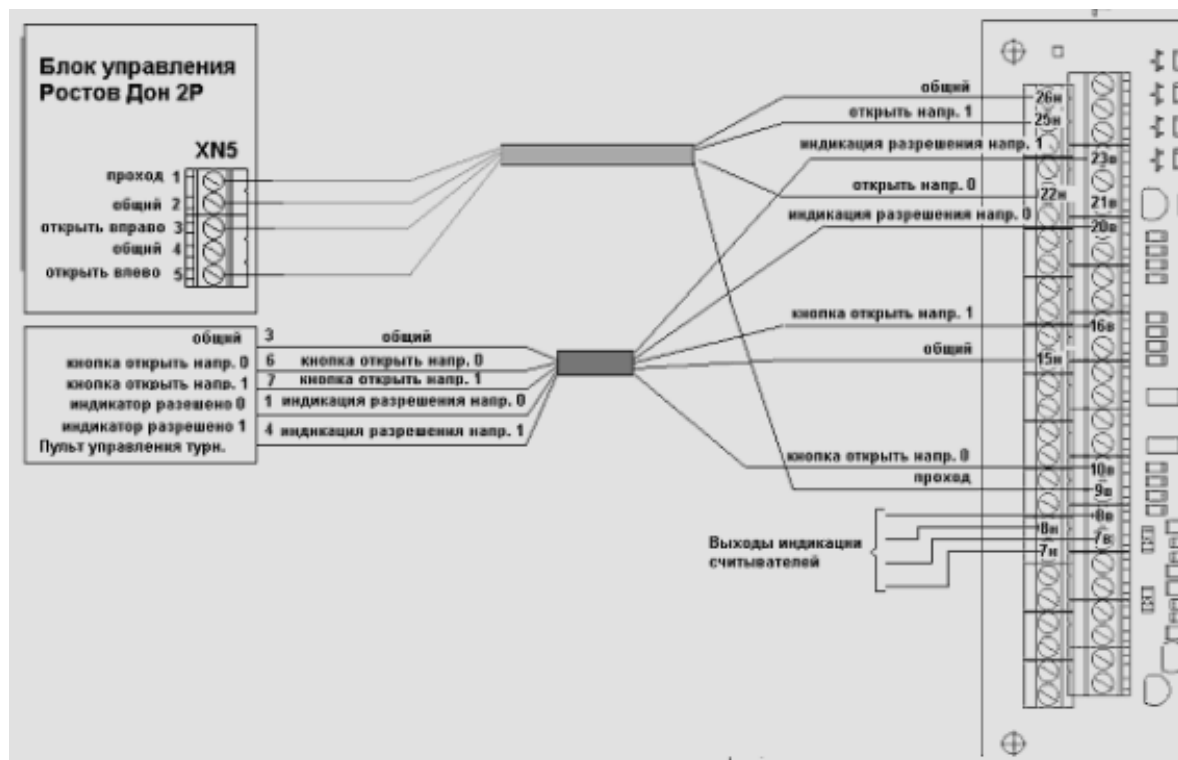 Блок управления
Ростов Дон 2Р
XN5
проход 1
общий 2
открыть вправо 3
общий 4
открыть влево 5
общий 3 общий
кнопка открыть напр. 0 6 кнопка открыть напр. 0
кнопка открыть напр. 1 7 кнопка открыть напр. 1
индикатор разешено 0 1 индикация разрешения напр. 0
индикатор разрешено 1 4 индикация разрешения напр. 1
Пульт управления турн.
общий 26н
открыть напр. 1 25н
индикация разрешения напр. 1 23в
открыть напр. 0 22н
21в
индикация разрешения напр. 0 20в
кнопка открыть напр. 1 16в
общий 15н
кнопка открыть напр. 0 10в
проход 9в
8в
8н
7в
7н
Выходы индикации
считывателей